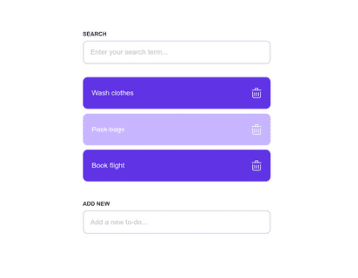 SEARCH
Enter your search term...
Wash clothes
Pack bags
Book flight
ADD NEW
Add a new to-do...